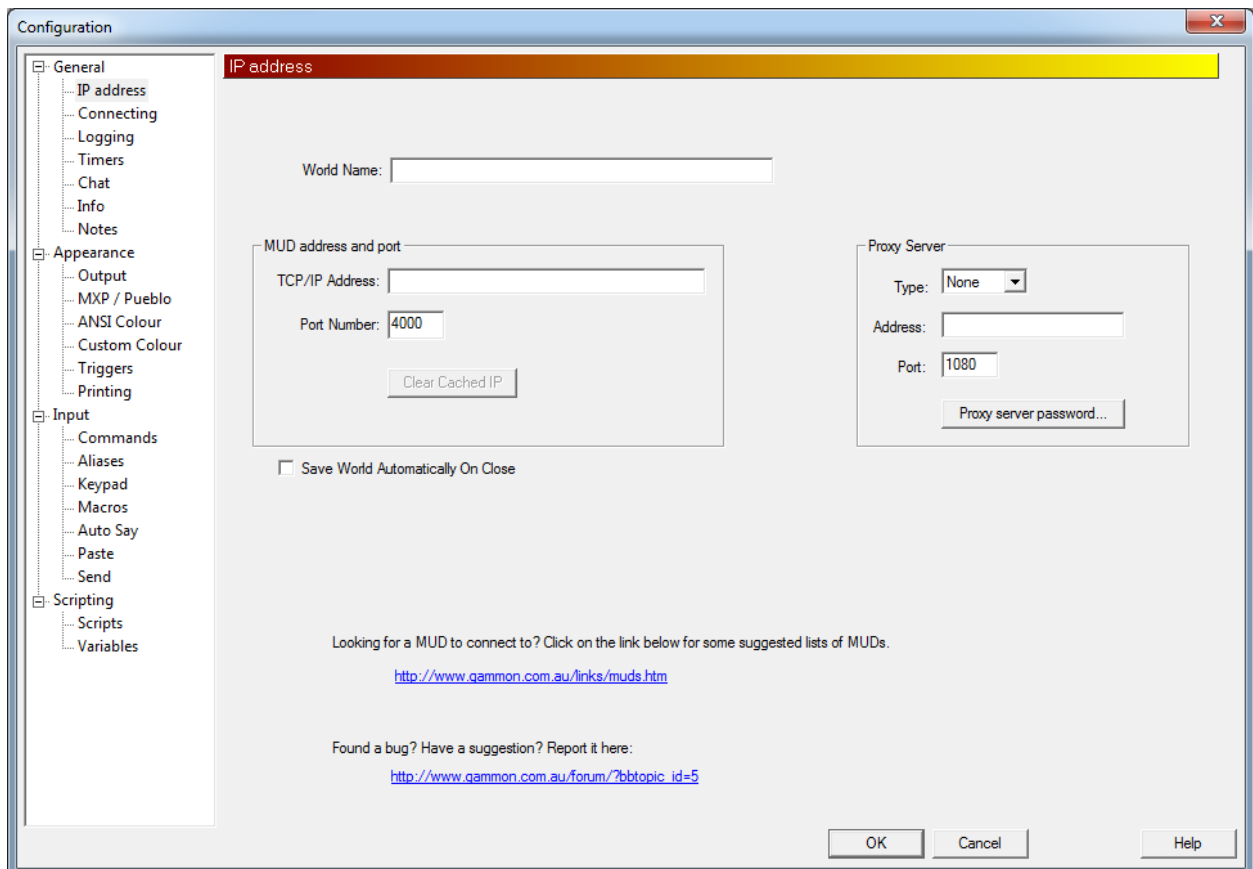 Configuration
General
IP address
Connecting
Logging
Timers
Chat
Info
Notes
Appearance
Output
MXP / Pueblo
ANSI Colour
Custom Colour
Triggers
Printing
Input
Commands
Aliases
Keypad
Macros
Auto Say
Paste
Send
Scripting
Scripts
Variables
IP address
World Name:
MUD address and port
TCP/IP Address:
Port Number: 4000
Clear Cached IP
Proxy Server
Type: None
Address:
Port: 1080
Proxy server password...
Save World Automatically On Close
Looking for a MUD to connect to? Click on the link below for some suggested lists of MUDs.
http://www.gammon.com.au/links/muds.htm
Found a bug? Have a suggestion? Report it here:
http://www.gammon.com.au/forum/?bbtopic_id=5
OK
Cancel
Help